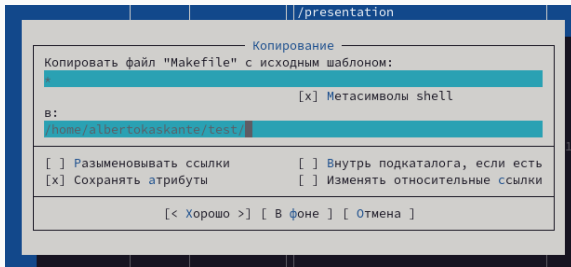 /presentation
Копирование
Копировать файл "Makefile" с исходным шаблоном:
*
[x] Метасимволы shell
в:
/home/albertokaskante/test/
[ ] Разыменовывать ссылки [ ] Внутрь подкаталога, если есть
[x] Сохранять атрибуты [ ] Изменять относительные ссылки
[< Хорошо >] [ В фоне ] [ Отмена ]